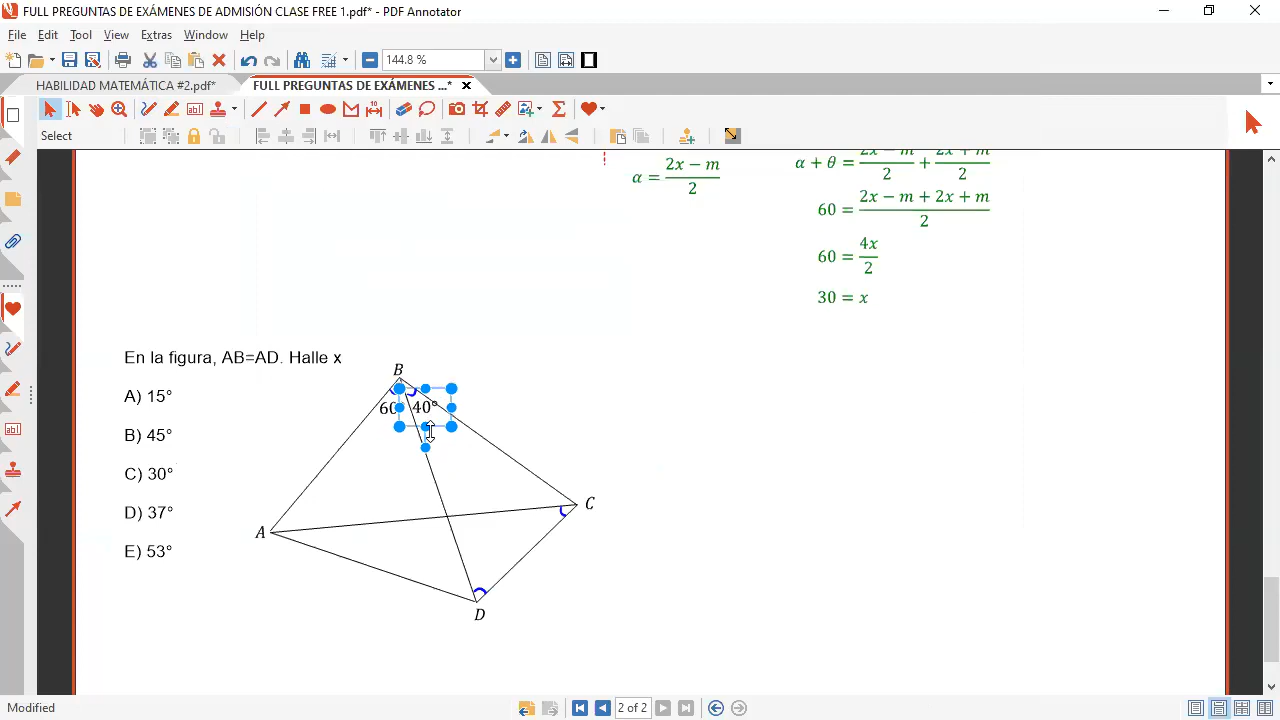 FULL PREGUNTAS DE EXÁMENES DE ADMISIÓN CLASE FREE 1.pdf* - PDF Annotator
File Edit Tool View Extras Window Help
144.8 %
HABILIDAD MATEMÁTICA #2.pdf*
FULL PREGUNTAS DE EXÁMENES ...*
Select
α = 2x − m / 2
α + θ = 2x − m / 2 + 2x + m / 2
60 = 2x − m + 2x + m / 2
60 = 4x / 2
30 = x
En la figura, AB=AD. Halle x
A) 15°
B) 45°
C) 30°
D) 37°
E) 53°
B
60
40°
C
A
D
Modified
2 of 2